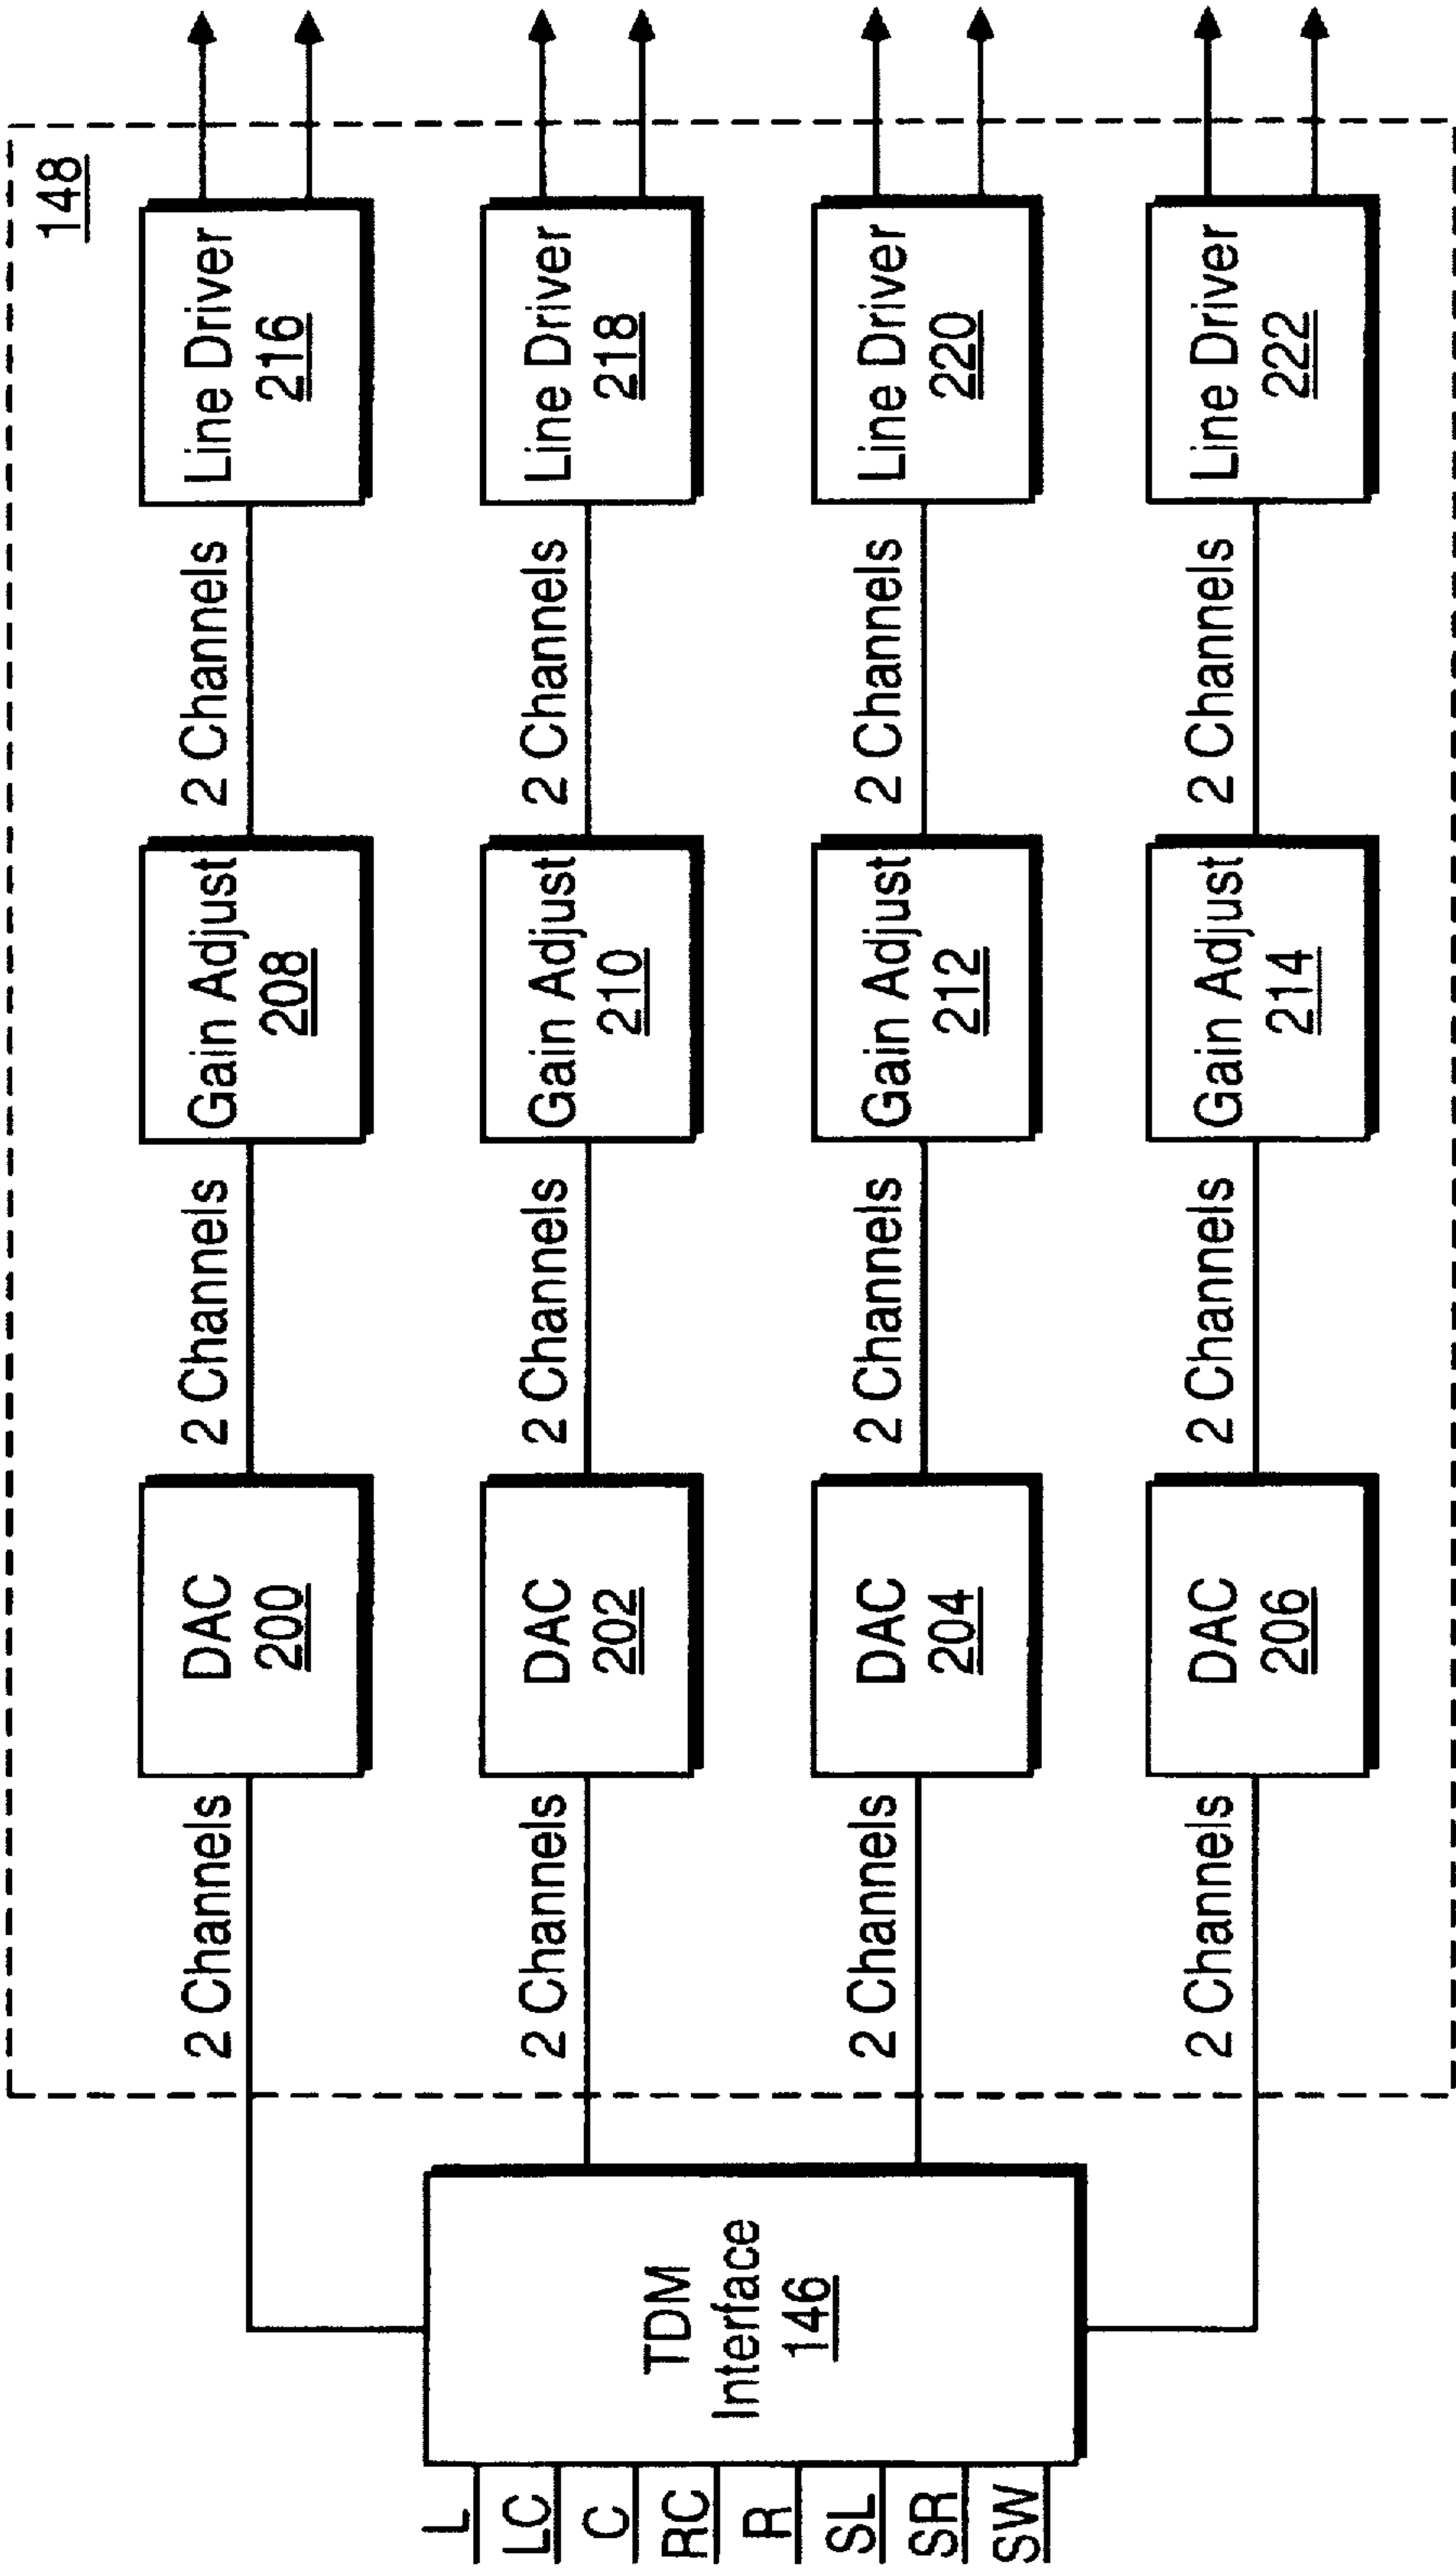 148
L
LC
C
RC
R
SL
SR
SW
TDM
Interface
146
2 Channels
DAC
200
2 Channels
Gain Adjust
208
2 Channels
Line Driver
216
2 Channels
DAC
202
2 Channels
Gain Adjust
210
2 Channels
Line Driver
218
2 Channels
DAC
204
2 Channels
Gain Adjust
212
2 Channels
Line Driver
220
2 Channels
DAC
206
2 Channels
Gain Adjust
214
2 Channels
Line Driver
222